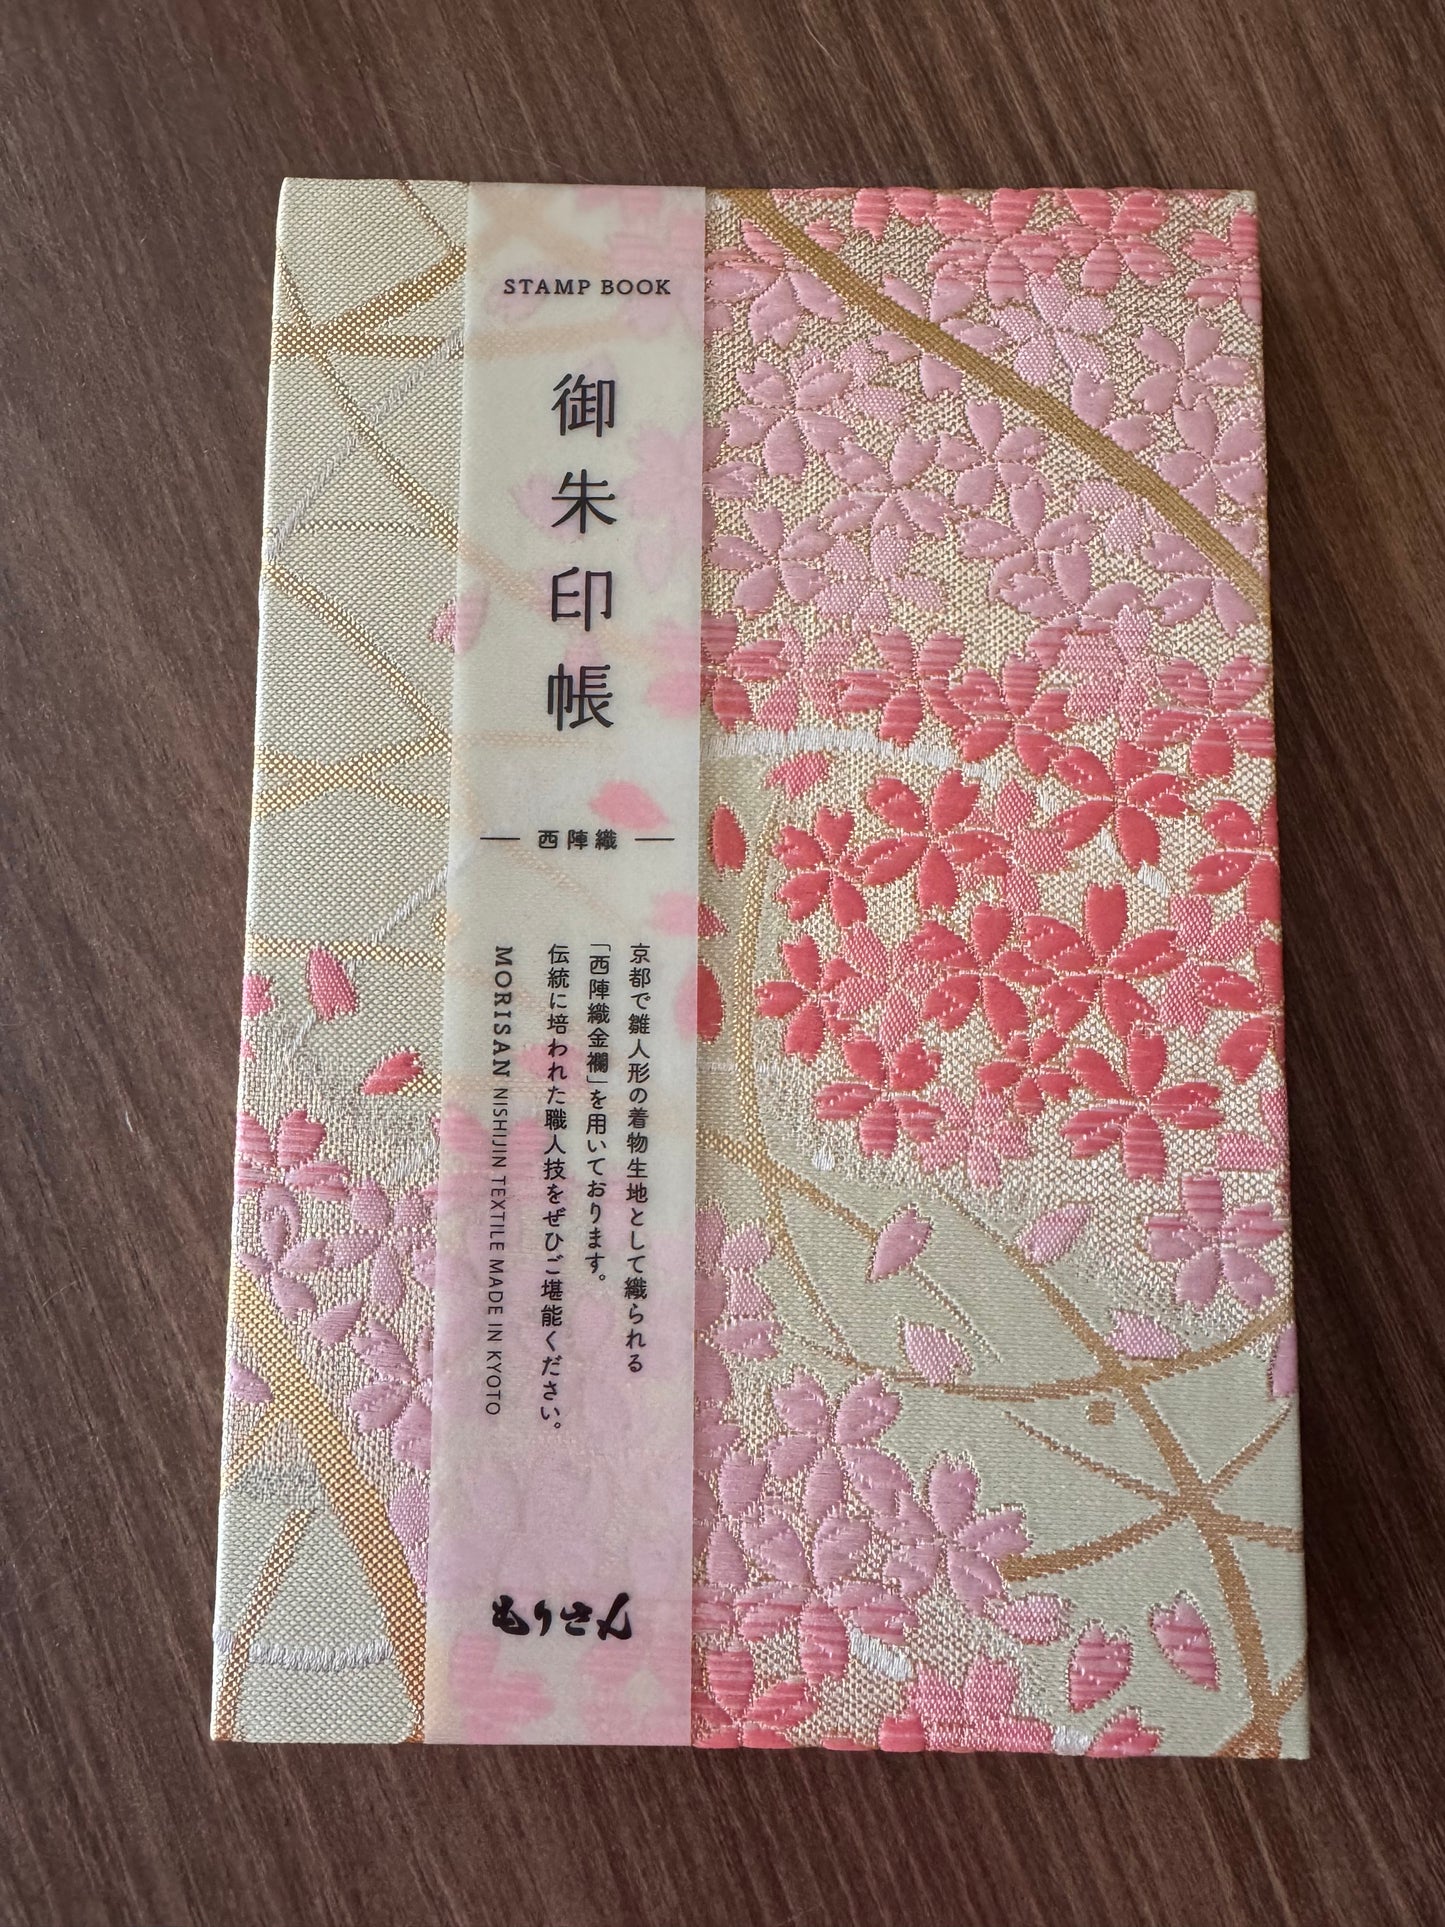 STAMP BOOK
御朱印帳
西陣織
京都で雛人形の着物生地として織られる
「西陣織金襴」を用いております。
伝統に培われた職人技をぜひご堪能ください。
MORISAN NISHIJIN TEXTILE MADE IN KYOTO
もりさん